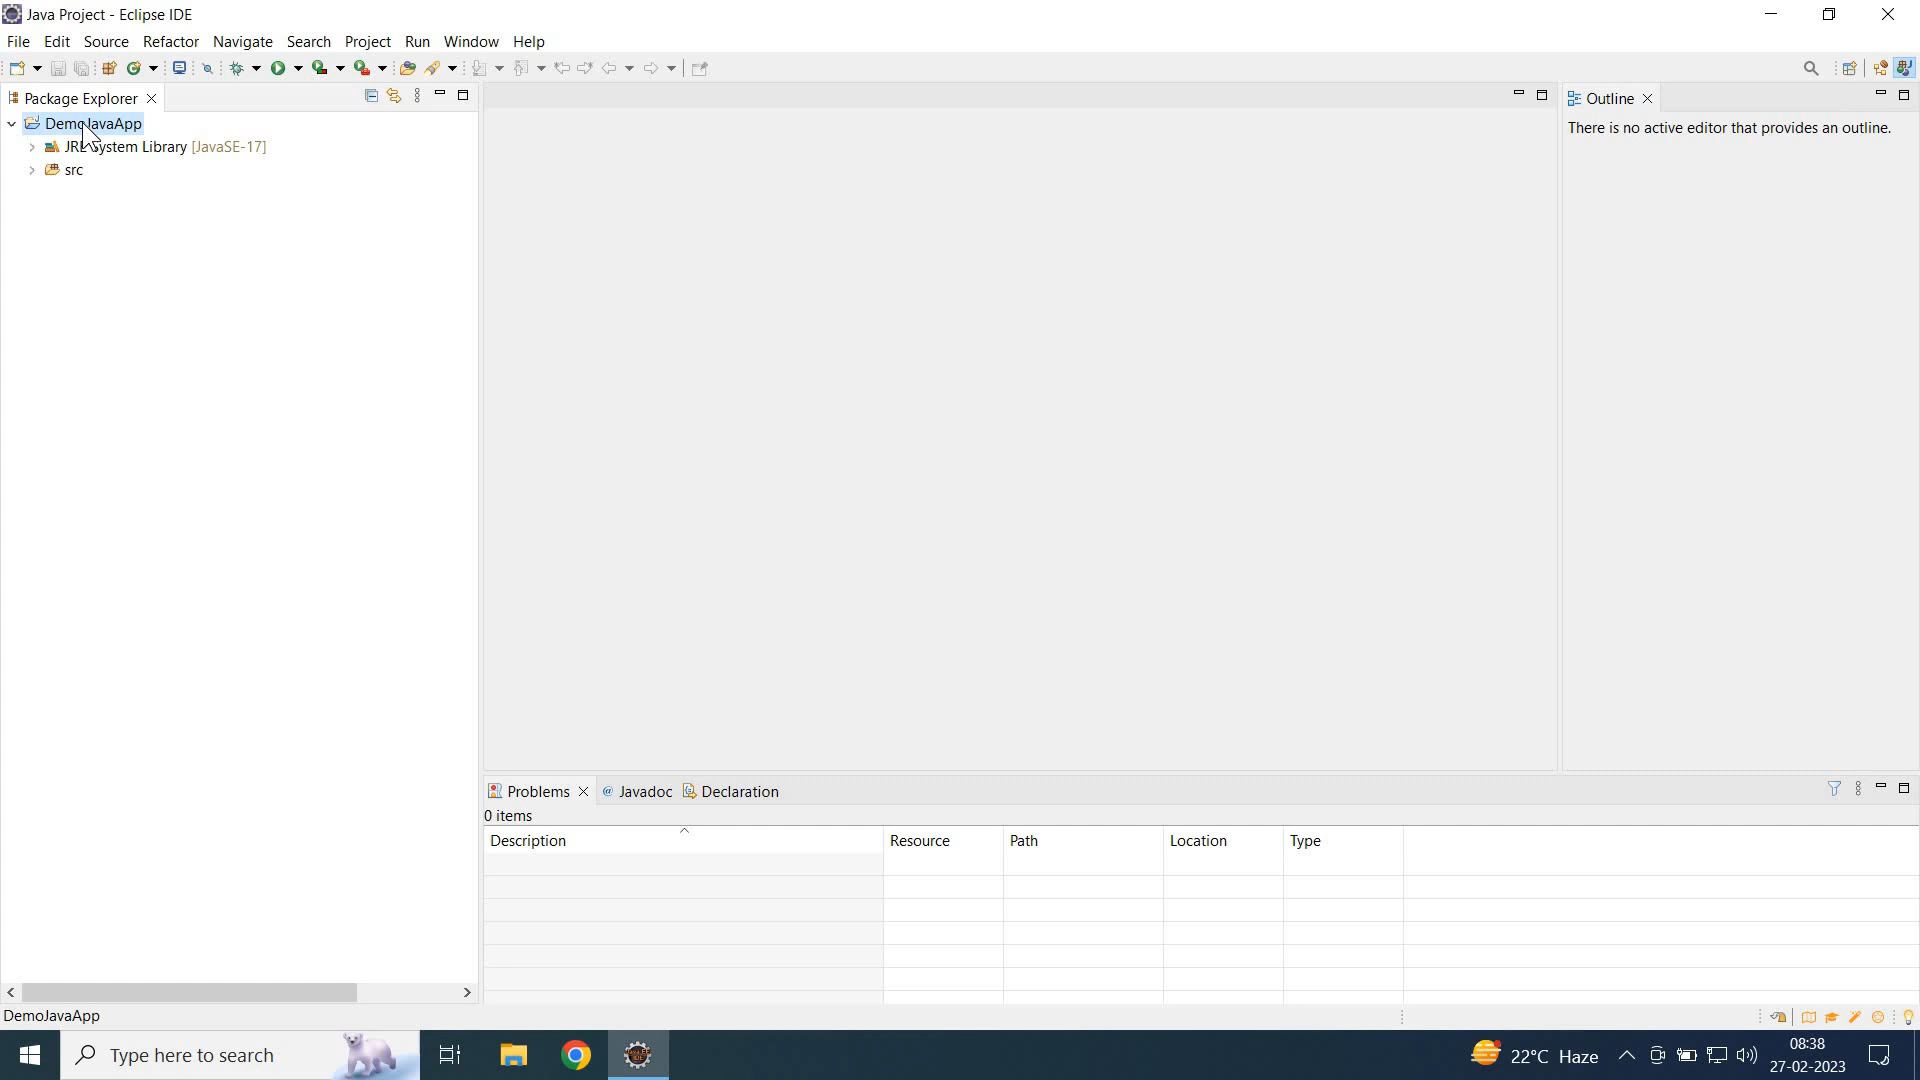 Java Project - Eclipse IDE
File Edit Source Refactor Navigate Search Project Run Window Help
Package Explorer
DemoJavaApp
JRE System Library [JavaSE-17]
src
Outline
There is no active editor that provides an outline.
Problems @ Javadoc Declaration
0 items
Description Resource Path Location Type
DemoJavaApp
Type here to search
22°C Haze
08:38
27-02-2023